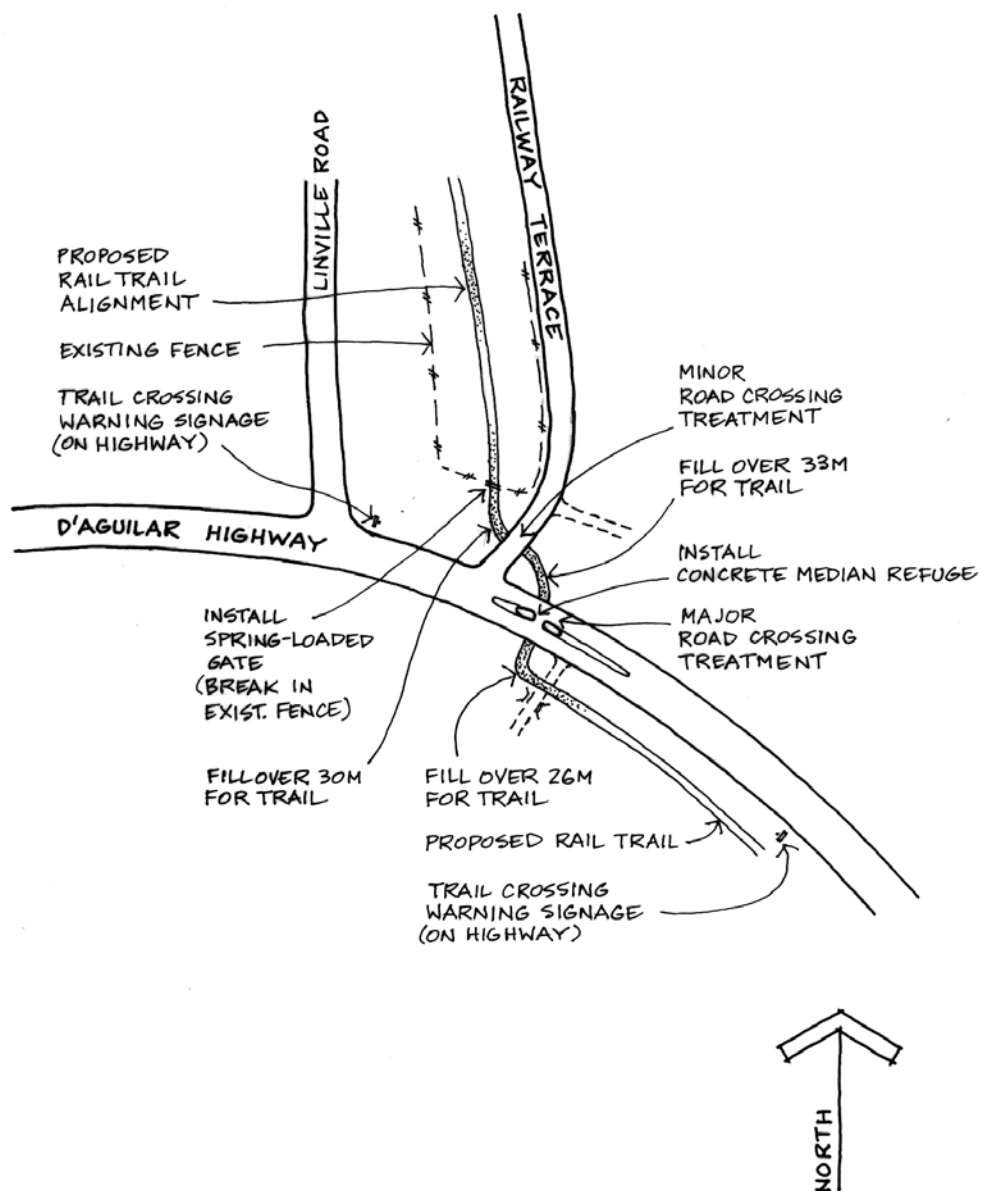 RAILWAY TERRACE
LINVILLE ROAD
PROPOSED
RAIL TRAIL
ALIGNMENT
EXISTING FENCE
TRAIL CROSSING
WARNING SIGNAGE
(ON HIGHWAY)
D'AGUILAR HIGHWAY
MINOR
ROAD CROSSING
TREATMENT
FILL OVER 33M
FOR TRAIL
INSTALL
CONCRETE MEDIAN REFUGE
MAJOR
ROAD CROSSING
TREATMENT
INSTALL
SPRING-LOADED
GATE
(BREAK IN
EXIST. FENCE)
FILL OVER 30M
FOR TRAIL
FILL OVER 26M
FOR TRAIL
PROPOSED RAIL TRAIL
TRAIL CROSSING
WARNING SIGNAGE
(ON HIGHWAY)
NORTH